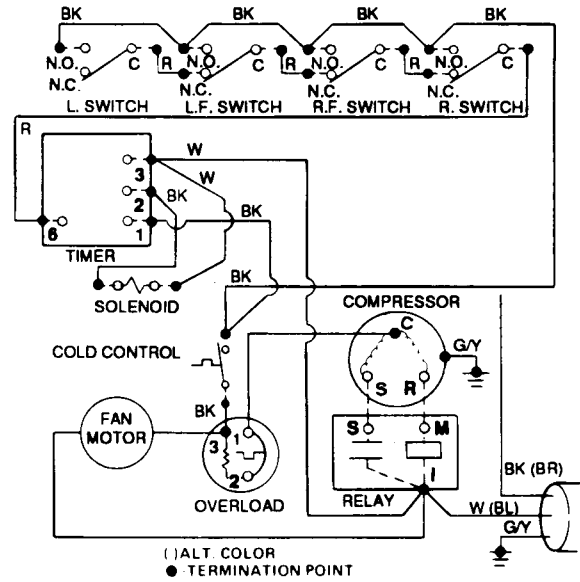 BK BK BK BK
N.O. C R N.O. C R N.O. C R N.O. C
N.C. N.C. N.C. N.C.
L. SWITCH L.F. SWITCH R.F. SWITCH R. SWITCH
R
W
3
W
BK
2
BK
6
1
TIMER
BK
SOLENOID
COMPRESSOR
C
G/Y
COLD CONTROL
S R
BK
FAN
MOTOR
3 1
S M
2
I
BK (BR)
OVERLOAD
RELAY
W (BL)
G/Y
( ) ALT. COLOR
●-TERMINATION POINT